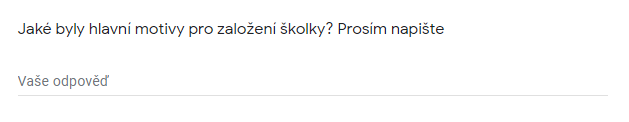 Jaké byly hlavní motivy pro založení školky? Prosím napište
Vaše odpověď